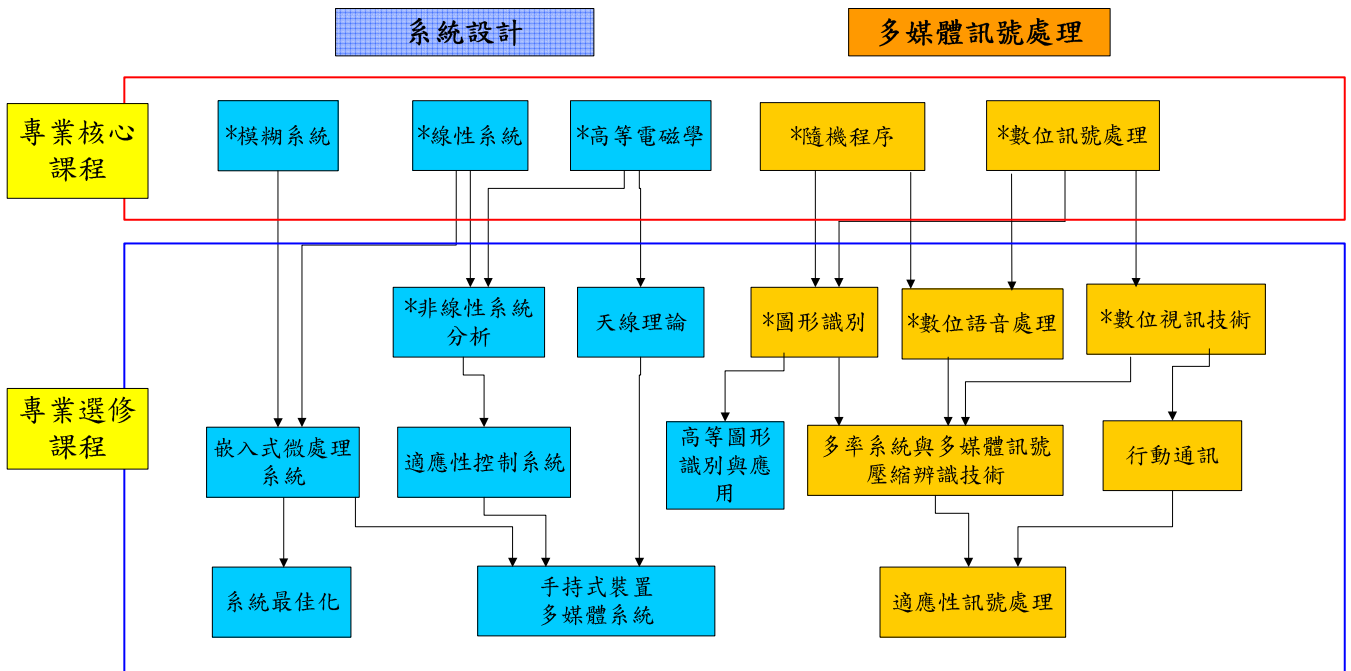 系統設計
多媒體訊號處理
專業核心
課程
*模糊系統
*線性系統
*高等電磁學
*隨機程序
*數位訊號處理
*非線性系統
分析
天線理論
*圖形識別
*數位語音處理
*數位視訊技術
專業選修
課程
嵌入式微處理
系統
適應性控制系統
高等圖形
識別與應
用
多率系統與多媒體訊號
壓縮辨識技術
行動通訊
系統最佳化
手持式裝置
多媒體系統
適應性訊號處理